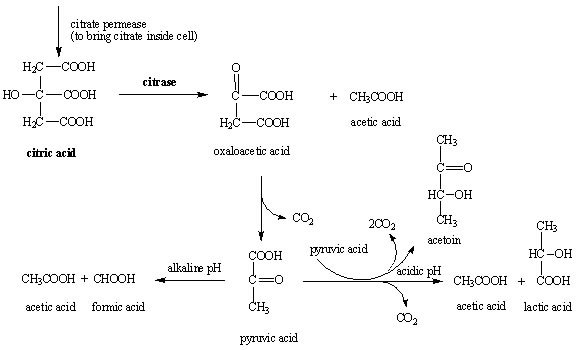 citrate permease
(to bring citrate inside cell)
H2C—COOH
HO—C—COOH
H2C—COOH
citric acid
citrase
O
C—COOH
H2C—COOH
oxaloacetic acid
+ CH3COOH
acetic acid
CO2
CH3
C=O
HC—OH
CH3
acetoin
2CO2
pyruvic acid
acidic pH
CO2
COOH
C=O
CH3
pyruvic acid
alkaline pH
CH3COOH + CHOOH
acetic acid formic acid
CH3
HC—OH
CH3COOH + COOH
acetic acid lactic acid